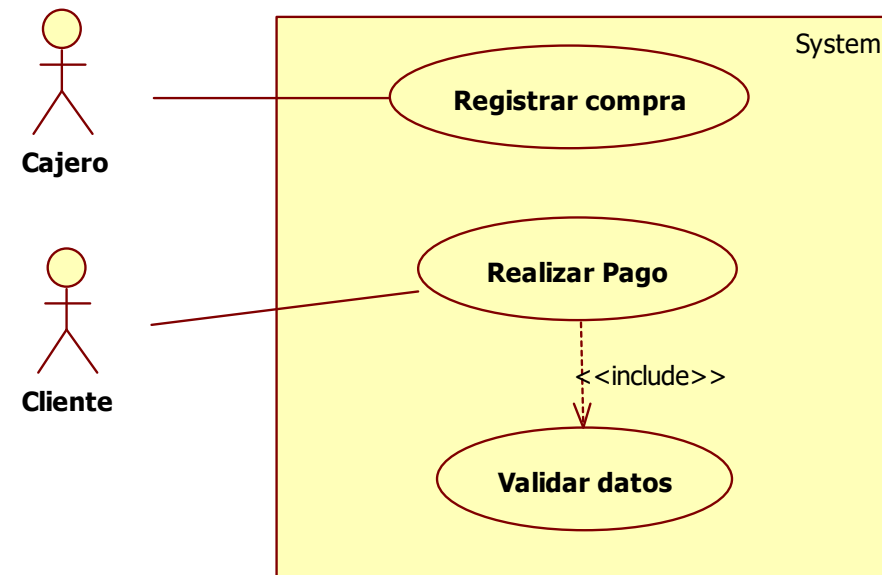 System
Registrar compra
Cajero
Realizar Pago
<<include>>
Cliente
Validar datos